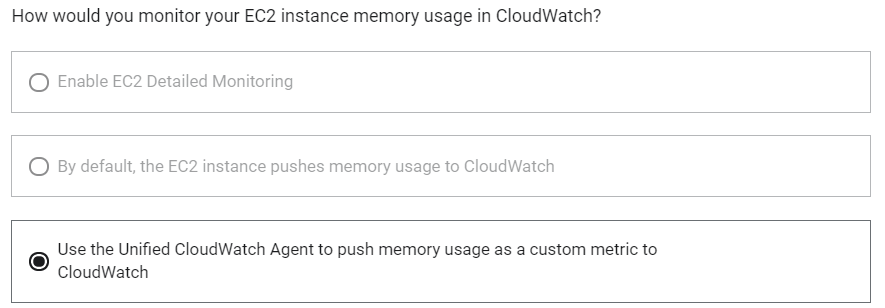 How would you monitor your EC2 instance memory usage in CloudWatch?
Enable EC2 Detailed Monitoring
By default, the EC2 instance pushes memory usage to CloudWatch
Use the Unified CloudWatch Agent to push memory usage as a custom metric to
CloudWatch